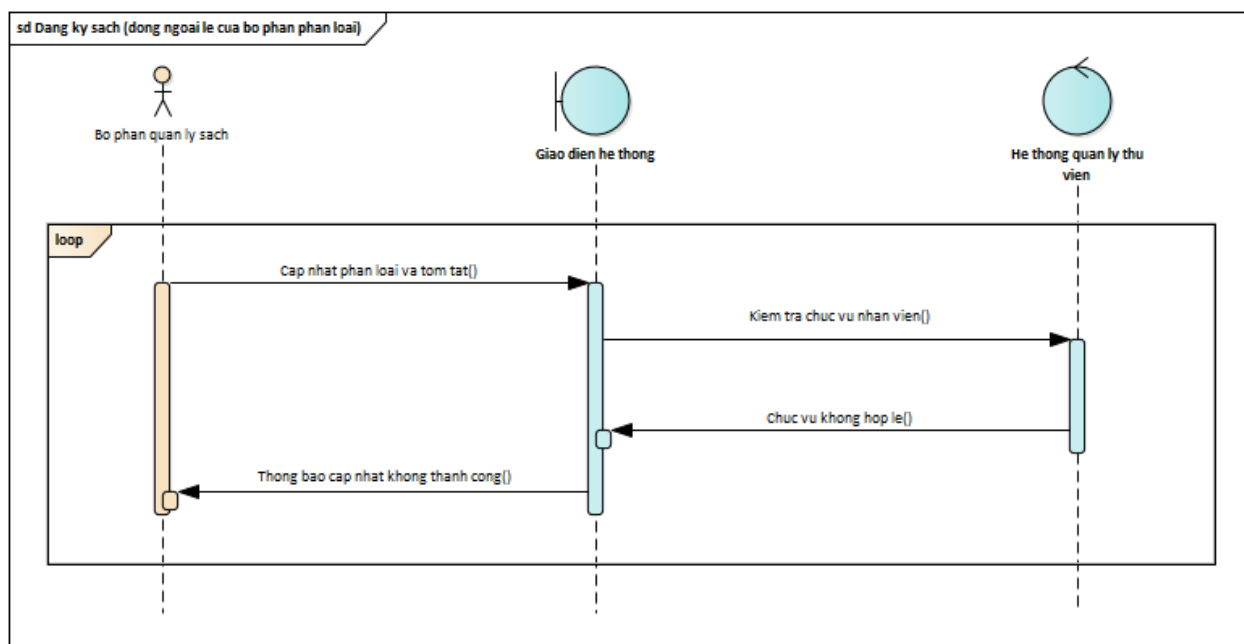 sd Dang ky sach (dong ngoai le cua bo phan phan loai)
Bo phan quan ly sach
Giao dien he thong
He thong quan ly thu
vien
loop
Cap nhat phan loai va tom tat()
Kiem tra chuc vu nhan vien()
Chuc vu khong hop le()
Thong bao cap nhat khong thanh cong()